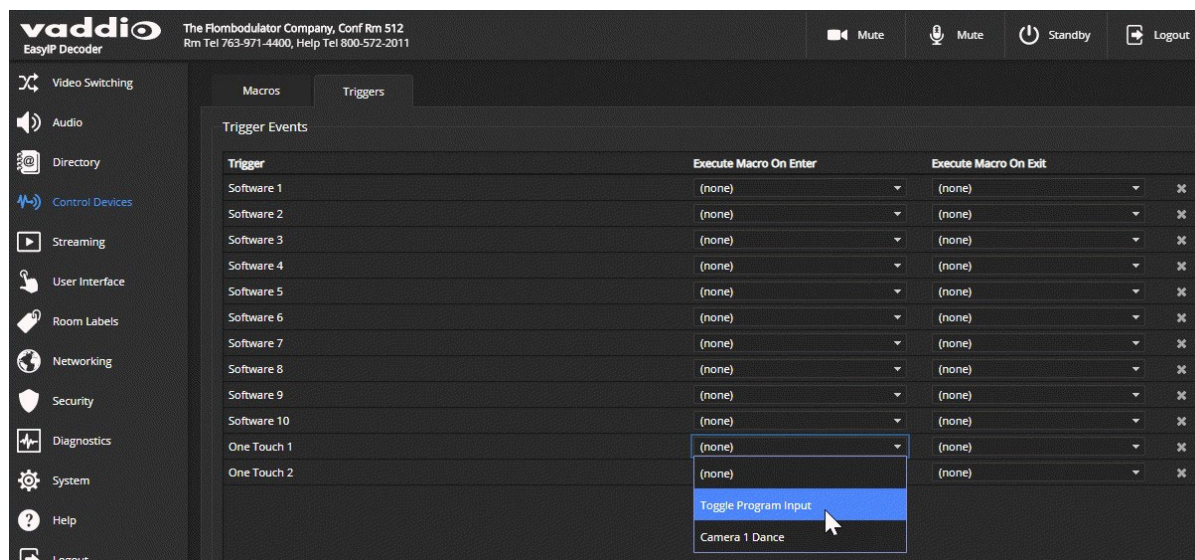 vaddio
EasyIP Decoder
The Flombodulator Company, Conf Rm 512
Rm Tel 763-971-4400, Help Tel 800-572-2011
Mute
Mute
Standby
Logout
Video Switching
Audio
Directory
Control Devices
Streaming
User Interface
Room Labels
Networking
Security
Diagnostics
System
Help
Logout
Macros Triggers
Trigger Events
Trigger Execute Macro On Enter Execute Macro On Exit
Software 1 (none) (none)
Software 2 (none) (none)
Software 3 (none) (none)
Software 4 (none) (none)
Software 5 (none) (none)
Software 6 (none) (none)
Software 7 (none) (none)
Software 8 (none) (none)
Software 9 (none) (none)
Software 10 (none) (none)
One Touch 1 (none) (none)
One Touch 2 (none)
(none)
Toggle Program Input
Camera 1 Dance